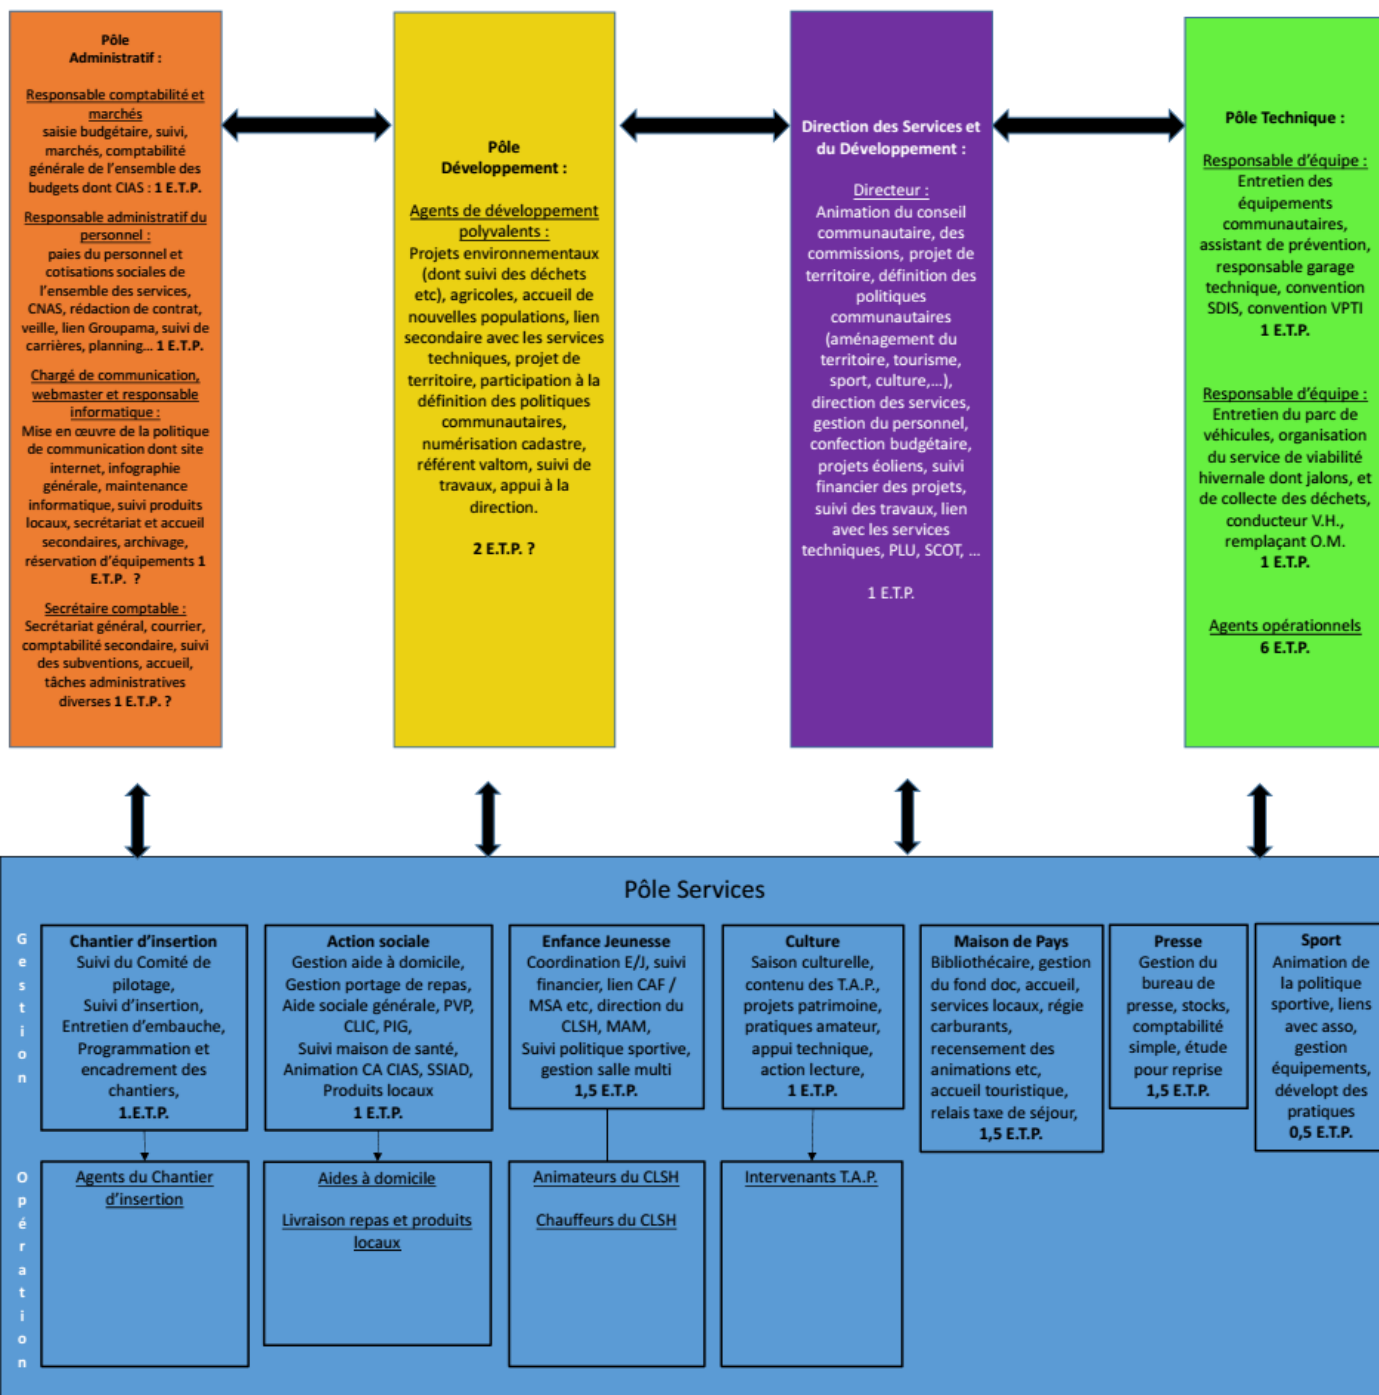 Pôle
Administratif :
Responsable comptabilité et
marchés
saisie budgétaire, suivi,
marchés, comptabilité
générale de l'ensemble des
budgets dont CIAS : 1 E.T.P.
Responsable administratif du
personnel :
paies du personnel et
cotisations sociales de
l'ensemble des services,
CNAS, rédaction de contrat,
veille, lien Groupama, suivi de
carrières, planning... 1 E.T.P.
Chargé de communication,
webmaster et responsable
informatique :
Mise en œuvre de la politique
de communication dont site
internet, infographie
générale, maintenance
informatique, suivi produits
locaux, secrétariat et accueil
secondaires, archivage,
réservation d'équipements 1
E.T.P. ?
Secrétaire comptable :
Secrétariat général, courrier,
comptabilité secondaire, suivi
des subventions, accueil,
tâches administratives
diverses 1 E.T.P. ?
Pôle
Développement :
Agents de développement
polyvalents :
Projets environnementaux
(dont suivi des déchets
etc), agricoles, accueil de
nouvelles populations, lien
secondaire avec les services
techniques, projet de
territoire, participation à la
définition des politiques
communautaires,
numérisation cadastre,
référent valtom, suivi de
travaux, appui à la
direction.
2 E.T.P. ?
Direction des Services et
du Développement :
Directeur :
Animation du conseil
communautaire, des
commissions, projet de
territoire, définition des
politiques
communautaires
(aménagement du
territoire, tourisme,
sport, culture,...),
direction des services,
gestion du personnel,
confection budgétaire,
projets éoliens, suivi
financier des projets,
suivi des travaux, lien
avec les services
techniques, PLU, SCOT, ...
1 E.T.P.
Pôle Technique :
Responsable d'équipe :
Entretien des
équipements
communautaires,
assistant de prévention,
responsable garage
technique, convention
SDIS, convention VPTI
1 E.T.P.
Responsable d'équipe :
Entretien du parc de
véhicules, organisation
du service de viabilité
hivernale dont jalons, et
de collecte des déchets,
conducteur V.H.,
remplaçant O.M.
1 E.T.P.
Agents opérationnels
6 E.T.P.
Pôle Services
Gestion
Chantier d'insertion
Suivi du Comité de
pilotage,
Suivi d'insertion,
Entretien d'embauche,
Programmation et
encadrement des
chantiers,
1.E.T.P.
Action sociale
Gestion aide à domicile,
Gestion portage de repas,
Aide sociale générale, PVP,
CLIC, PIG,
Suivi maison de santé,
Animation CA CIAS, SSIAD,
Produits locaux
1 E.T.P.
Enfance Jeunesse
Coordination E/J, suivi
financier, lien CAF /
MSA etc, direction du
CLSH, MAM,
Suivi politique sportive,
gestion salle multi
1,5 E.T.P.
Culture
Saison culturelle,
contenu des T.A.P.,
projets patrimoine,
pratiques amateur,
appui technique,
action lecture,
1 E.T.P.
Maison de Pays
Bibliothécaire, gestion
du fond doc, accueil,
services locaux, régie
carburants,
recensement des
animations etc,
accueil touristique,
relais taxe de séjour,
1,5 E.T.P.
Presse
Gestion du
bureau de
presse, stocks,
comptabilité
simple, étude
pour reprise
1,5 E.T.P.
Sport
Animation de
la politique
sportive, liens
avec asso,
gestion
équipements,
dévelopt des
pratiques
0,5 E.T.P.
Opération
Agents du Chantier
d'insertion
Aides à domicile
Livraison repas et produits
locaux
Animateurs du CLSH
Chauffeurs du CLSH
Intervenants T.A.P.